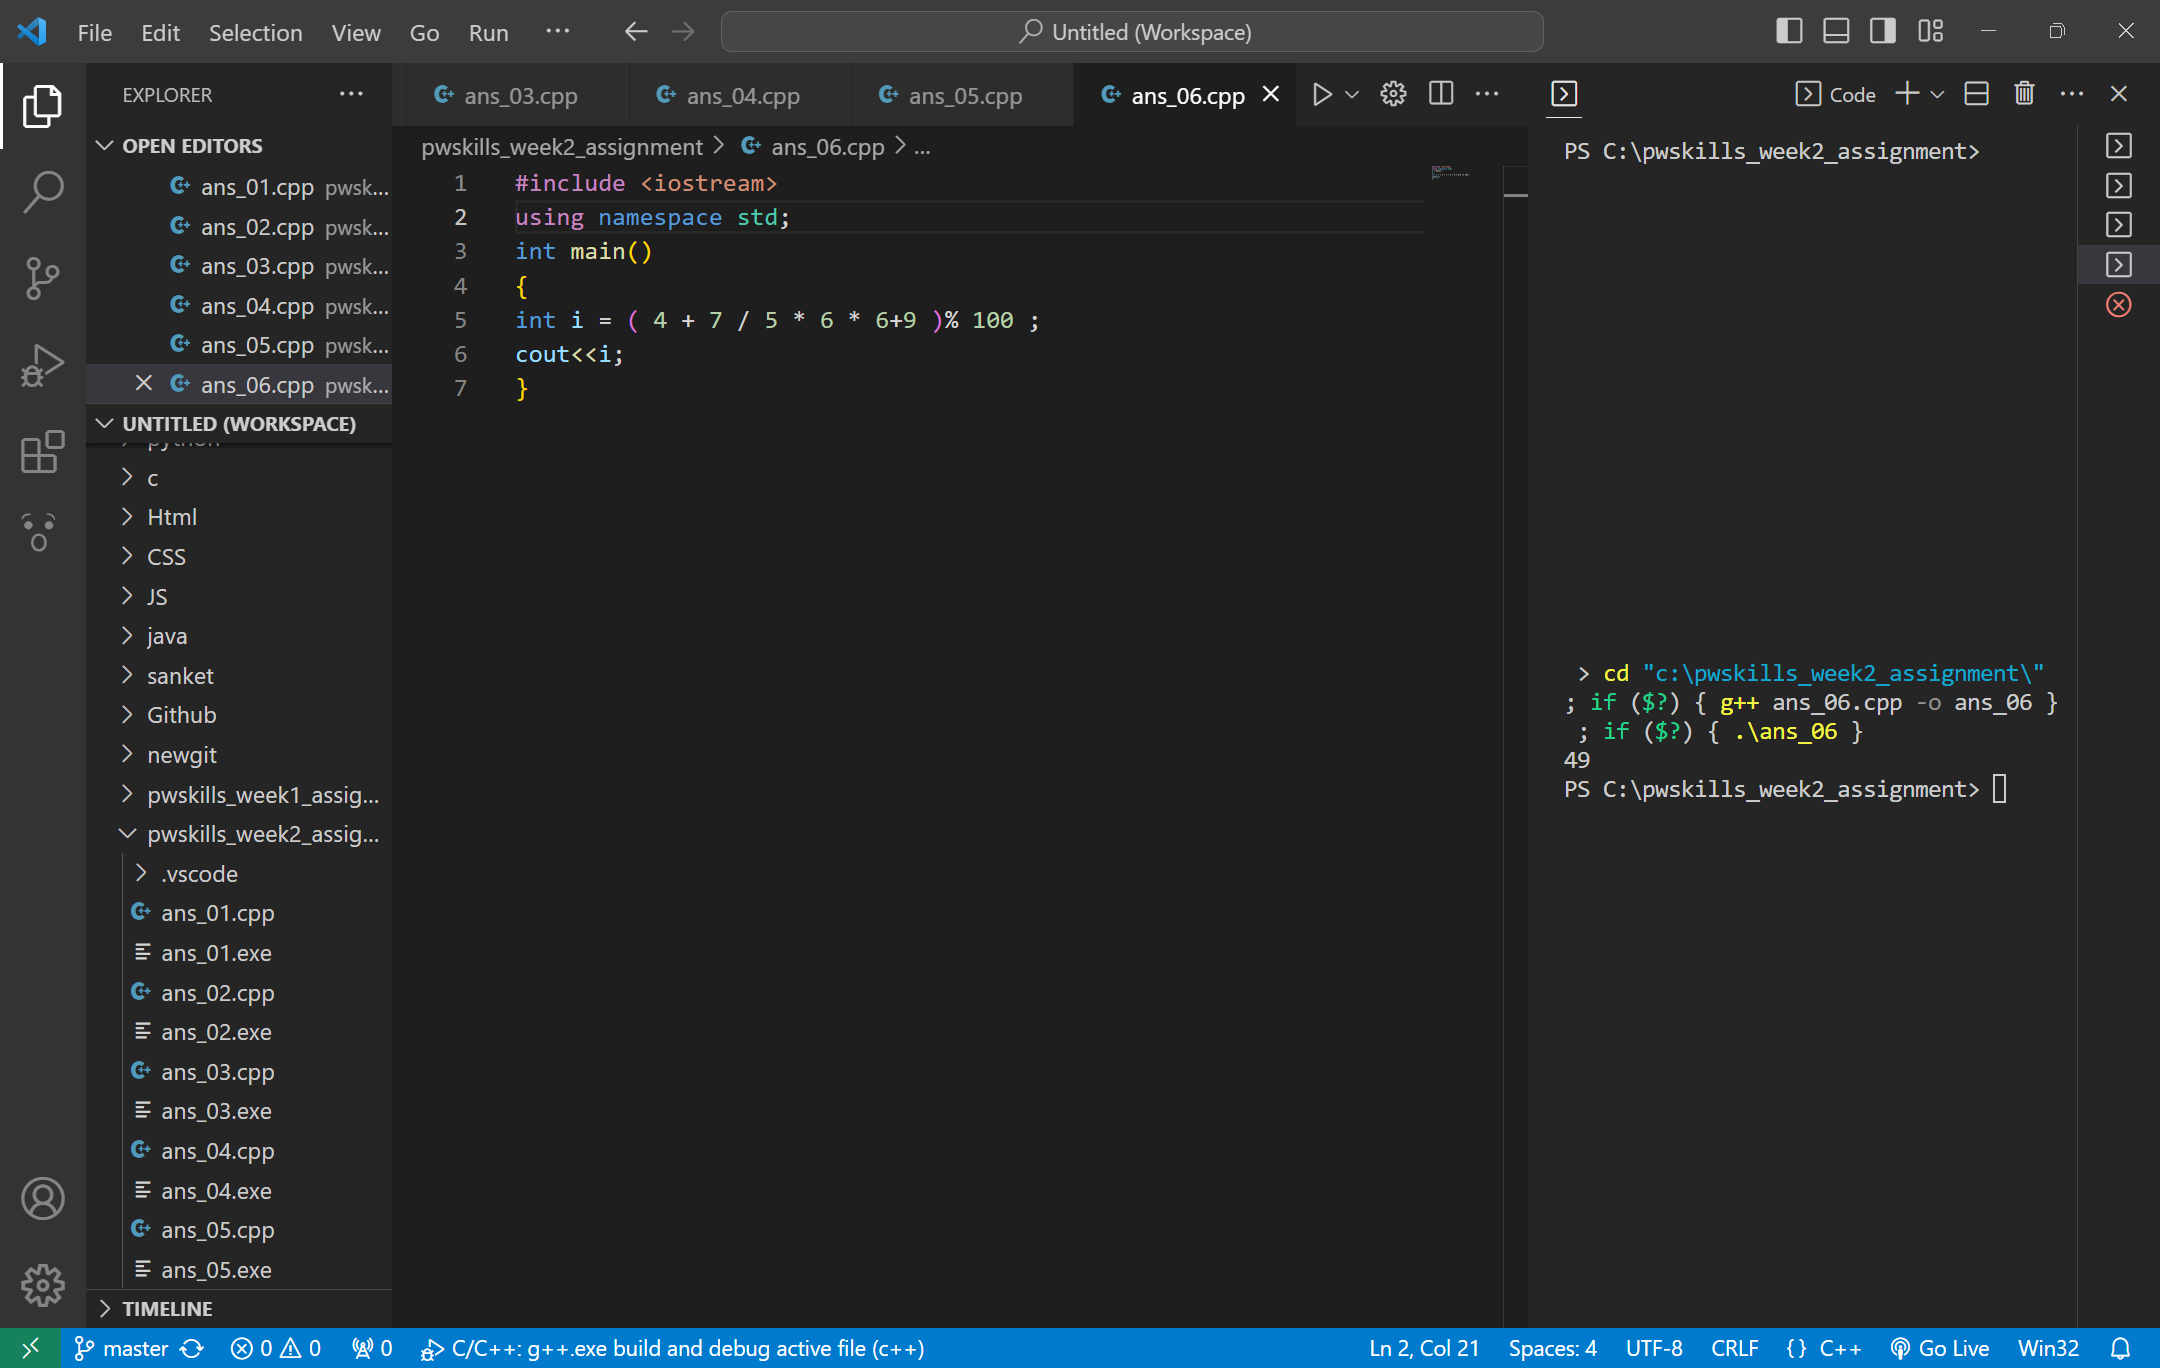 File Edit Selection View Go Run ...
Untitled (Workspace)
EXPLORER ...
OPEN EDITORS
ans_01.cpp pwsk...
ans_02.cpp pwsk...
ans_03.cpp pwsk...
ans_04.cpp pwsk...
ans_05.cpp pwsk...
ans_06.cpp pwsk...
UNTITLED (WORKSPACE)
python
c
Html
CSS
JS
java
sanket
Github
newgit
pwskills_week1_assig...
pwskills_week2_assig...
.vscode
ans_01.cpp
ans_01.exe
ans_02.cpp
ans_02.exe
ans_03.cpp
ans_03.exe
ans_04.cpp
ans_04.exe
ans_05.cpp
ans_05.exe
TIMELINE
ans_03.cpp ans_04.cpp ans_05.cpp ans_06.cpp
pwskills_week2_assignment > ans_06.cpp > ...
1 #include <iostream>
2 using namespace std;
3 int main()
4 {
5 int i = ( 4 + 7 / 5 * 6 * 6+9 )% 100 ;
6 cout<<i;
7 }
Code
PS C:\pwskills_week2_assignment>
> cd "c:\pwskills_week2_assignment\"
; if ($?) { g++ ans_06.cpp -o ans_06 }
; if ($?) { .\ans_06 }
49
PS C:\pwskills_week2_assignment>
master 0 0 0 C/C++: g++.exe build and debug active file (c++) Ln 2, Col 21 Spaces: 4 UTF-8 CRLF {} C++ Go Live Win32